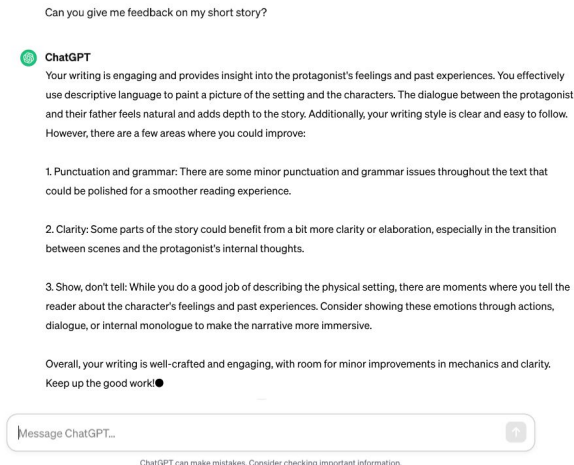 Can you give me feedback on my short story?
ChatGPT
Your writing is engaging and provides insight into the protagonist's feelings and past experiences. You effectively
use descriptive language to paint a picture of the setting and the characters. The dialogue between the protagonist
and their father feels natural and adds depth to the story. Additionally, your writing style is clear and easy to follow.
However, there are a few areas where you could improve:
1. Punctuation and grammar: There are some minor punctuation and grammar issues throughout the text that
could be polished for a smoother reading experience.
2. Clarity: Some parts of the story could benefit from a bit more clarity or elaboration, especially in the transition
between scenes and the protagonist's internal thoughts.
3. Show, don't tell: While you do a good job of describing the physical setting, there are moments where you tell the
reader about the character's feelings and past experiences. Consider showing these emotions through actions,
dialogue, or internal monologue to make the narrative more immersive.
Overall, your writing is well-crafted and engaging, with room for minor improvements in mechanics and clarity.
Keep up the good work!
Message ChatGPT...
ChatGPT can make mistakes. Consider checking important information.